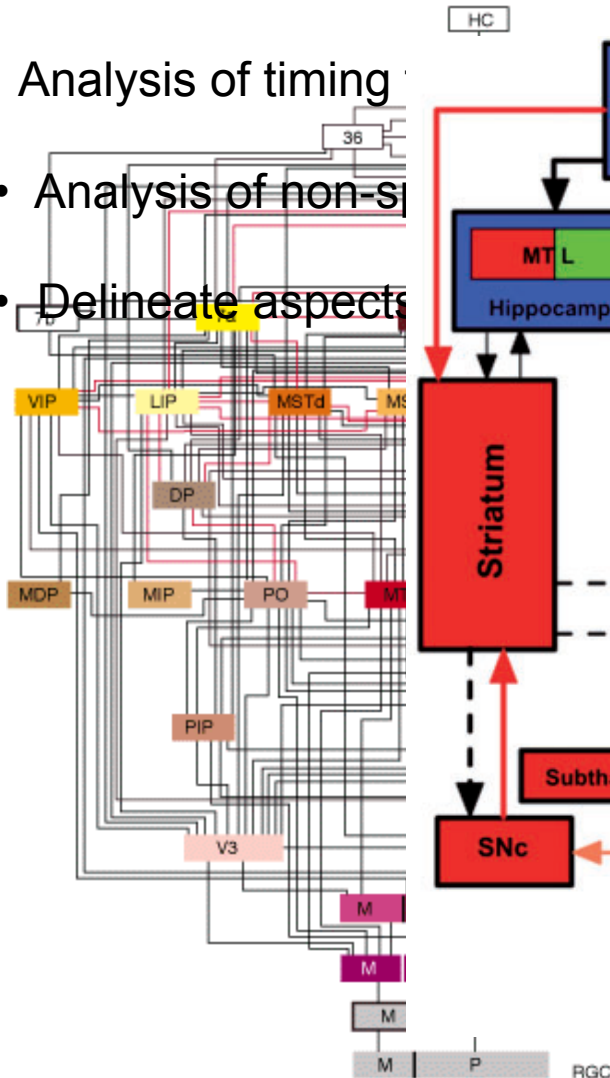 HC
Analysis of timing
36
• Analysis of non-sp
MT L
Hippocamp
• Delineate aspects
7b
7a
VIP
LIP
MSTd
MS
Striatum
DP
MDP
MIP
PO
MT
PIP
Subth
SNc
V3
M
M
M
M
P
RGC